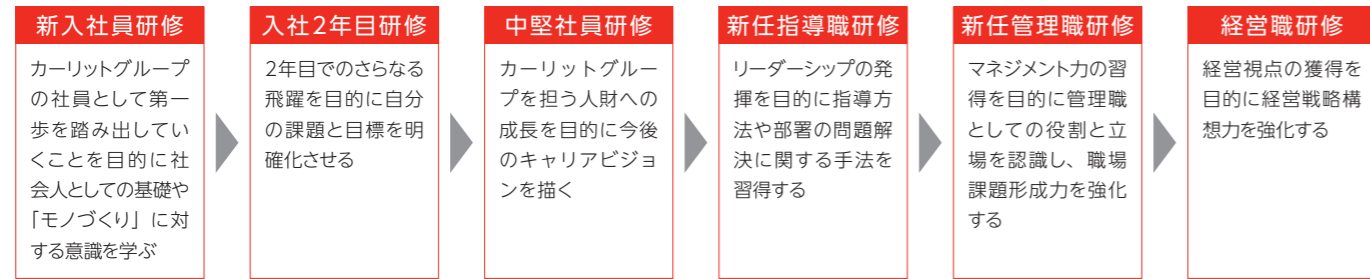 新入社員研修
カーリットグループ
の社員として第一
歩を踏み出してい
くことを目的に社
会人としての基礎や
「モノづくり」に対
する意識を学ぶ
入社2年目研修
2年目でのさらなる
飛躍を目的に自分
の課題と目標を明
確化させる
中堅社員研修
カーリットグルー
プを担う人財への
成長を目的に今後
のキャリアビジョ
ンを描く
新任指導職研修
リーダーシップの発
揮を目的に指導方
法や部署の問題解
決に関する手法を
習得する
新任管理職研修
マネジメント力の習
得を目的に管理職
としての役割と立
場を認識し、職場
課題形成力を強化
する
経営職研修
経営視点の獲得を
目的に経営戦略構
想力を強化する